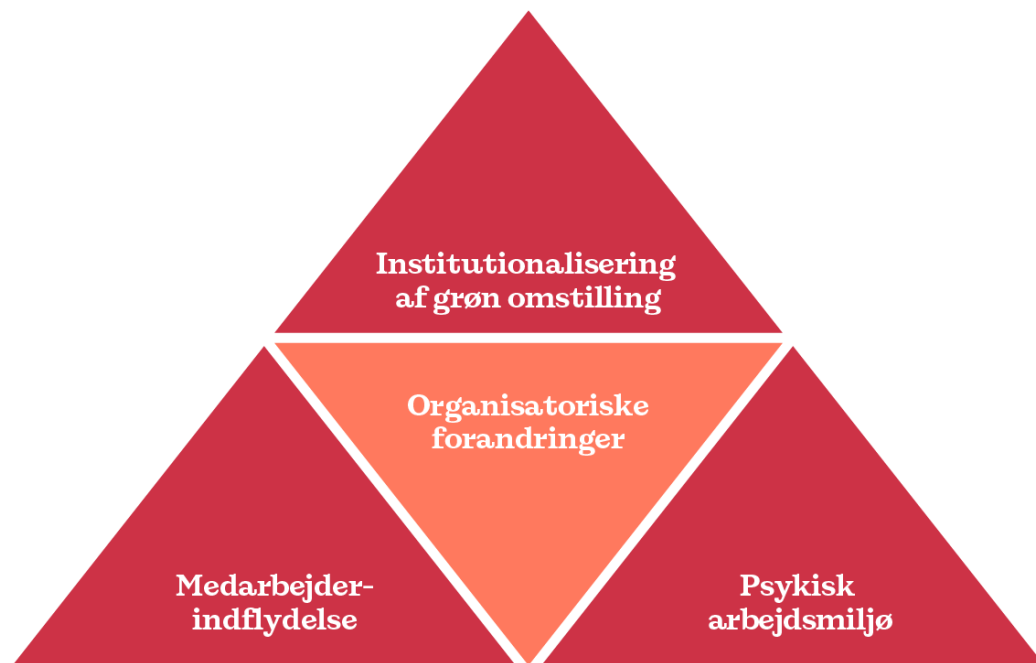 Institutionalisering
af grøn omstilling
Organisatoriske
forandringer
Medarbejder-
indflydelse
Psykisk
arbejdsmiljø